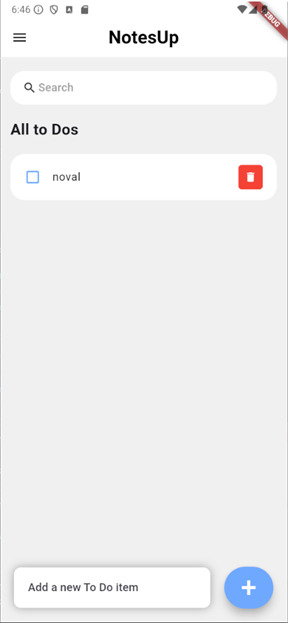 6:46
DEBUG
NotesUp
Search
All to Dos
noval
Add a new To Do item